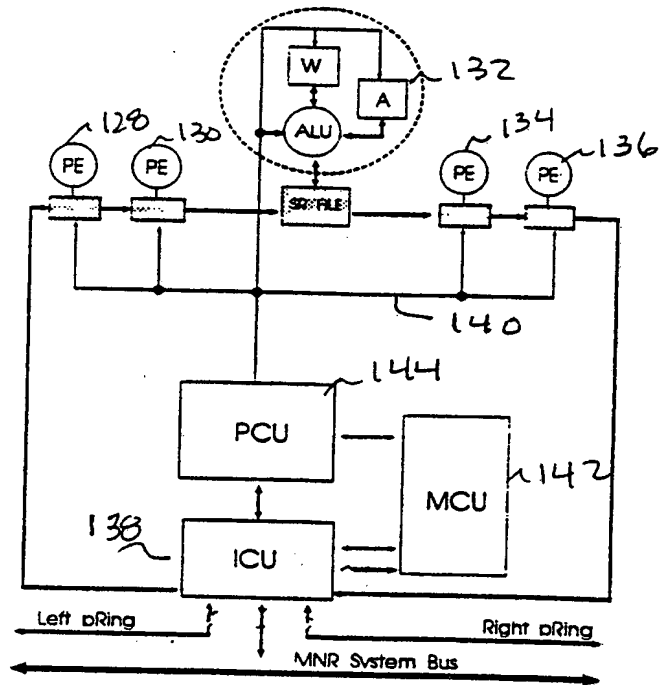 W
132
A
128
130
ALU
134
136
PE
PE
PE
PE
SR FILE
140
144
PCU
142
MCU
138
ICU
Left pRing
Right pRing
MNR System Bus